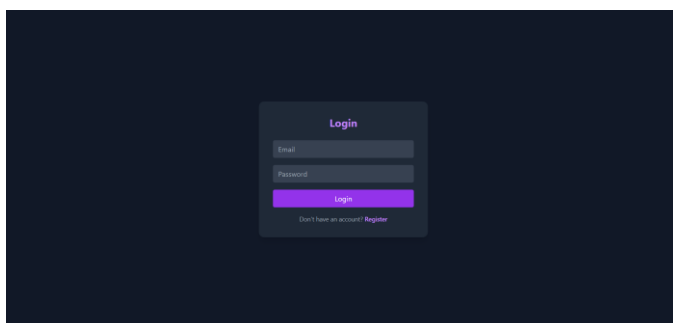 Login
Email
Password
Login
Don't have an account? Register